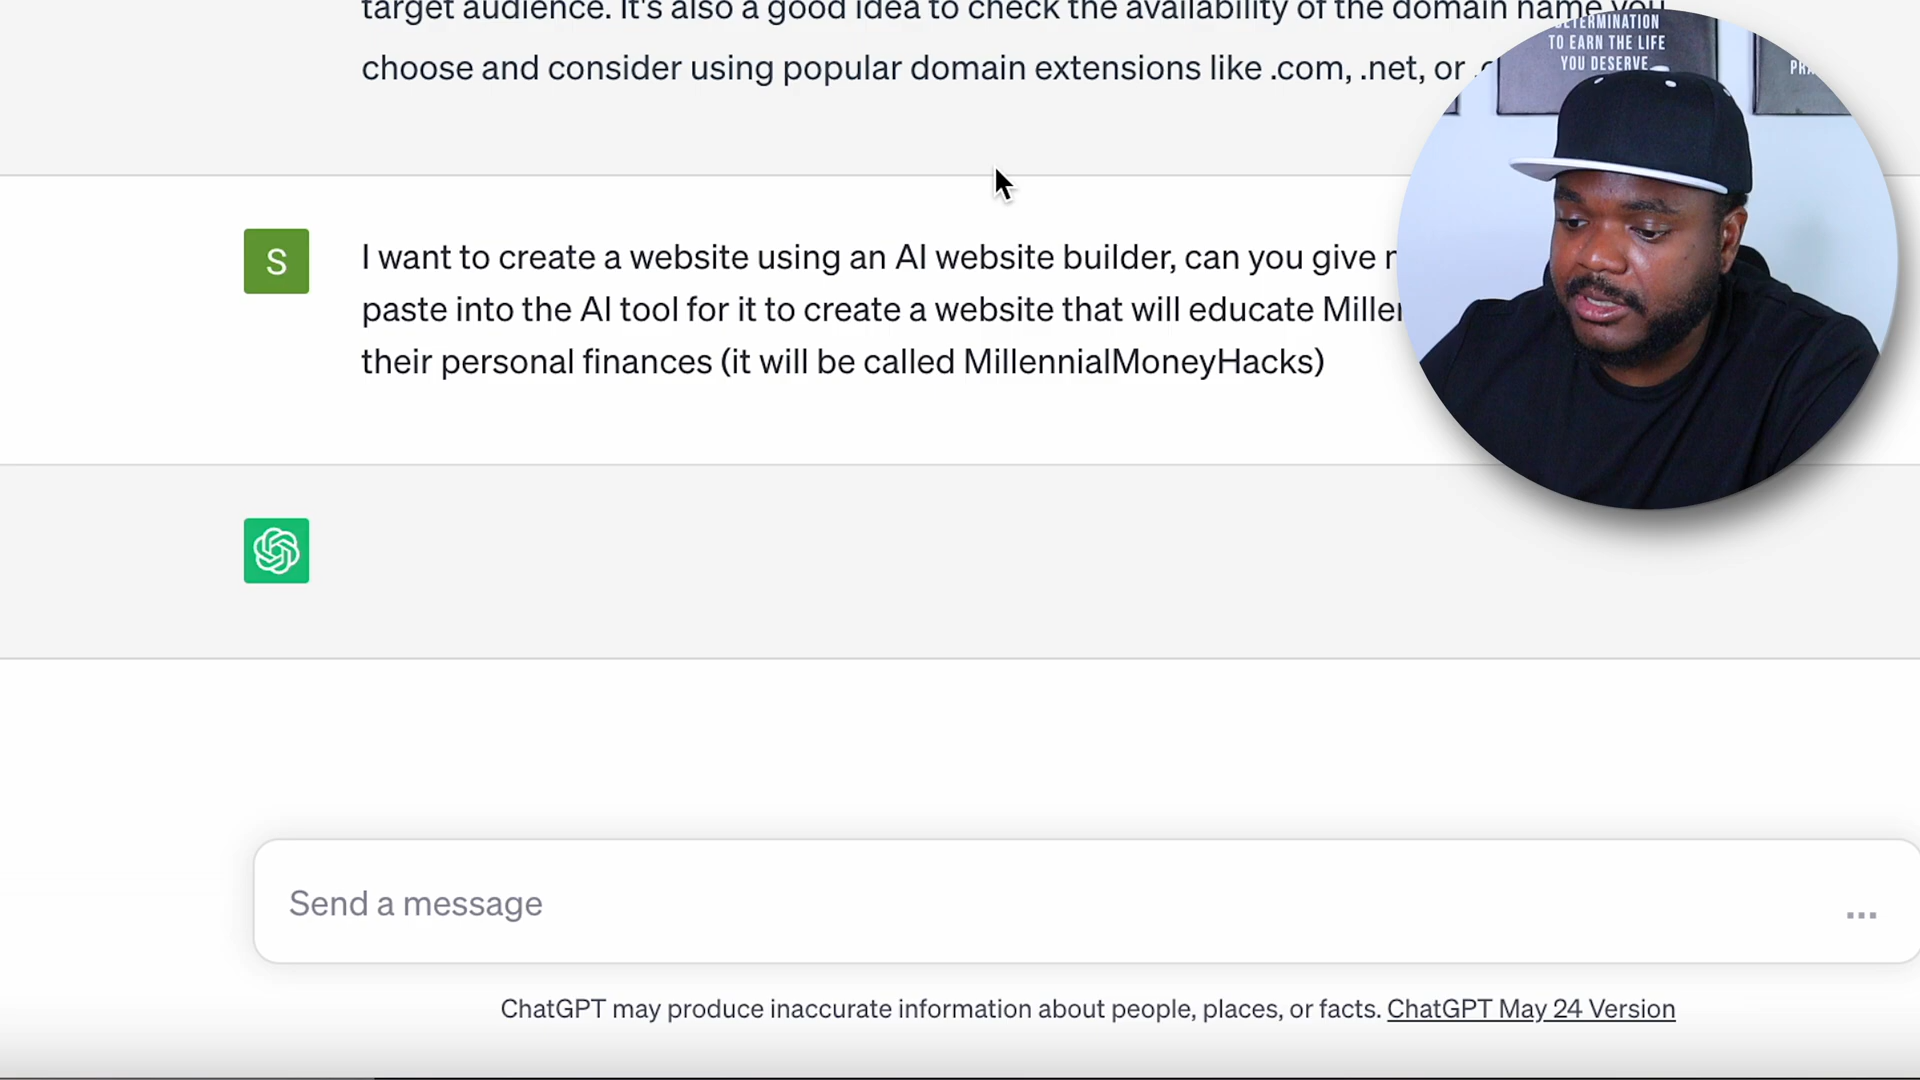 target audience. It's also a good idea to check the availability of the domain name you
choose and consider using popular domain extensions like .com, .net, or
DETERMINATION
TO EARN THE LIFE
YOU DESERVE
S
I want to create a website using an AI website builder, can you give
paste into the AI tool for it to create a website that will educate
their personal finances (it will be called MillennialMoneyHacks)
Send a message
ChatGPT may produce inaccurate information about people, places, or facts. ChatGPT May 24 Version